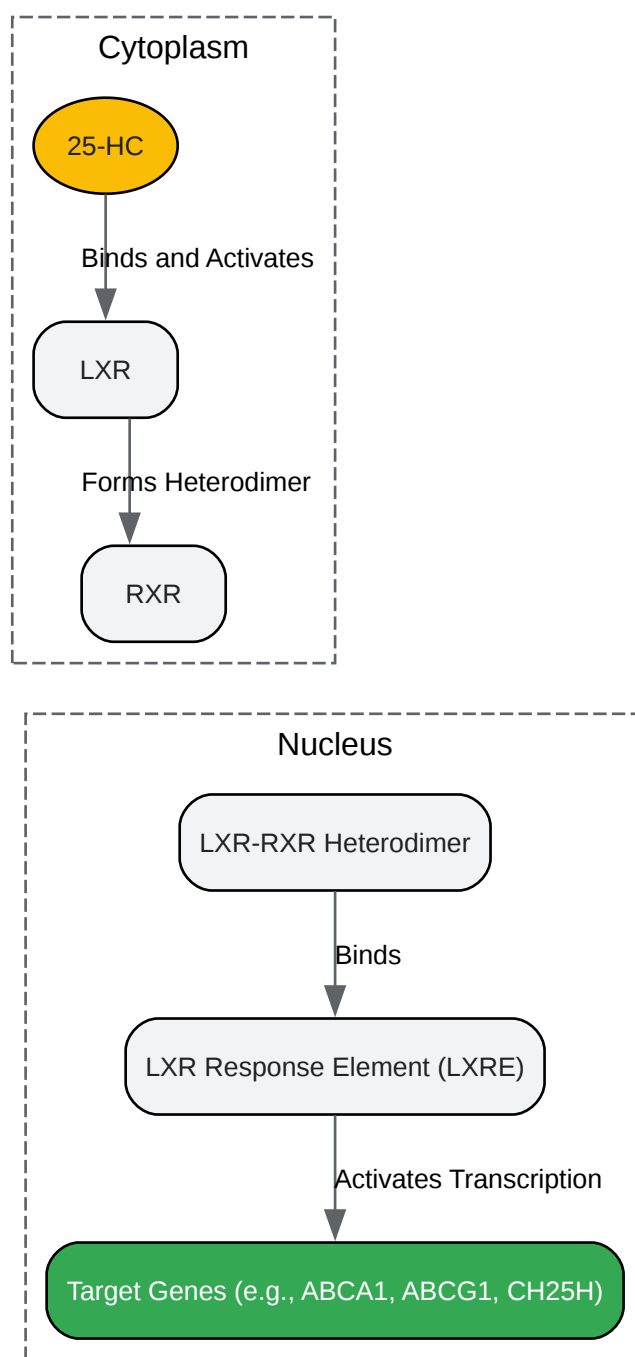 Cytoplasm
25-HC
Binds and Activates
LXR
Forms Heterodimer
RXR
Nucleus
LXR-RXR Heterodimer
Binds
LXR Response Element (LXRE)
Activates Transcription
Target Genes (e.g., ABCA1, ABCG1, CH25H)